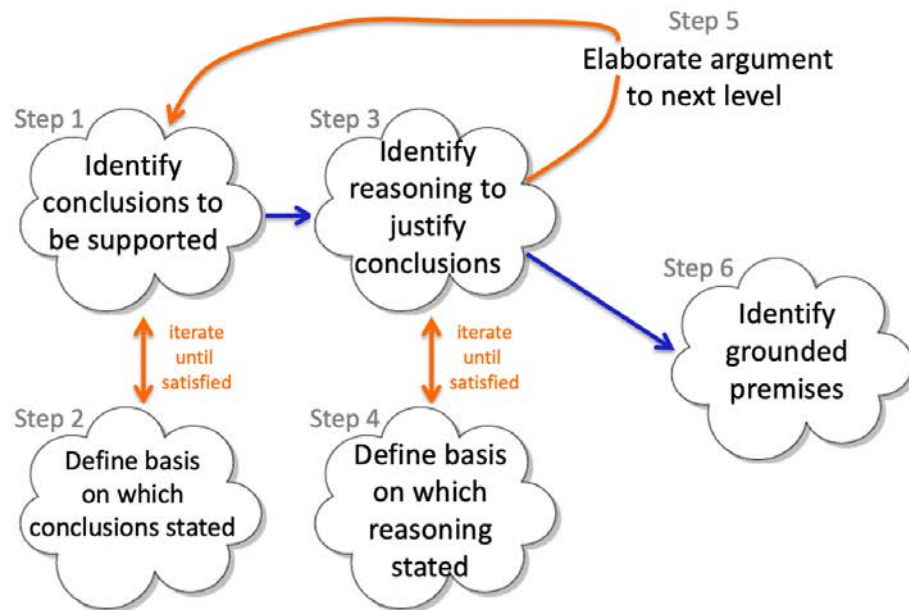 Step 1
Identify
conclusions to
be supported
iterate
until
satisfied
Step 2
Define basis
on which
conclusions stated
Step 3
Identify
reasoning to
justify
conclusions
iterate
until
satisfied
Step 4
Define basis
on which
reasoning
stated
Step 5
Elaborate argument
to next level
Step 6
Identify
grounded
premises